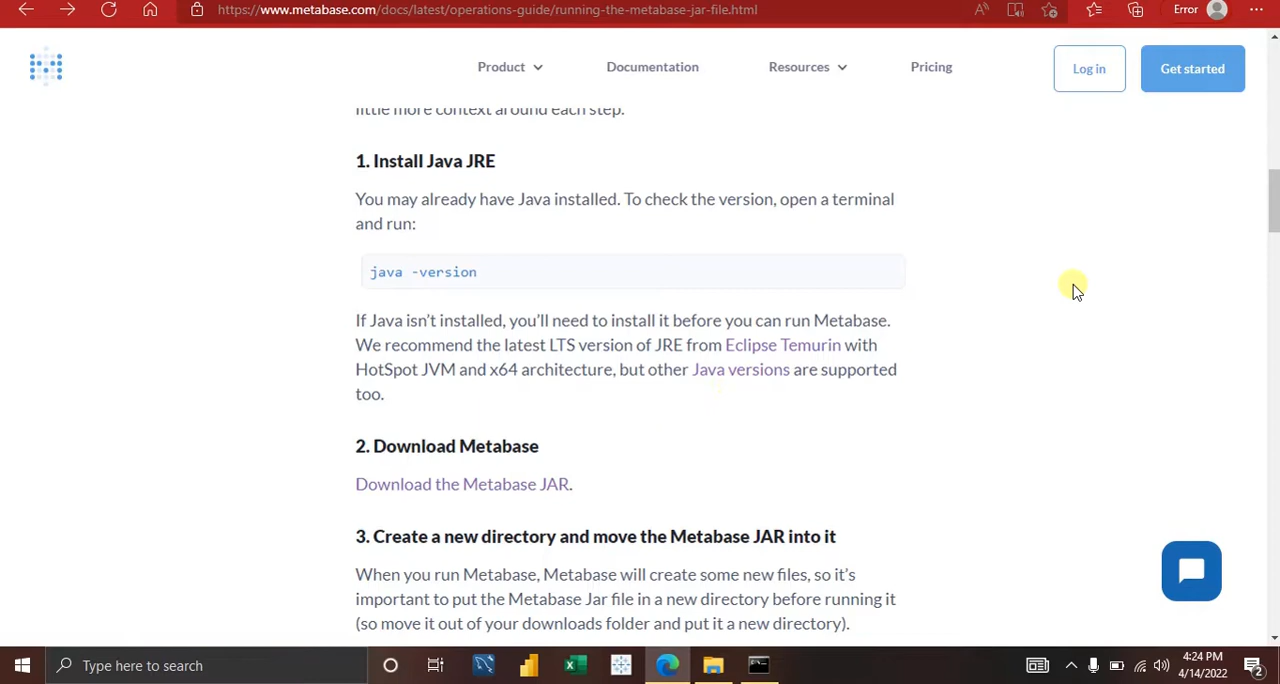 https://www.metabase.com/docs/latest/operations-guide/running-the-metabase-jar-file.html
Error
Product
Documentation
Resources
Pricing
Log in
Get started
little more context around each step.
1. Install Java JRE
You may already have Java installed. To check the version, open a terminal
and run:
java -version
If Java isn’t installed, you’ll need to install it before you can run Metabase.
We recommend the latest LTS version of JRE from Eclipse Temurin with
HotSpot JVM and x64 architecture, but other Java versions are supported
too.
2. Download Metabase
Download the Metabase JAR.
3. Create a new directory and move the Metabase JAR into it
When you run Metabase, Metabase will create some new files, so it’s
important to put the Metabase Jar file in a new directory before running it
(so move it out of your downloads folder and put it a new directory).
Type here to search
4:24 PM
4/14/2022
2